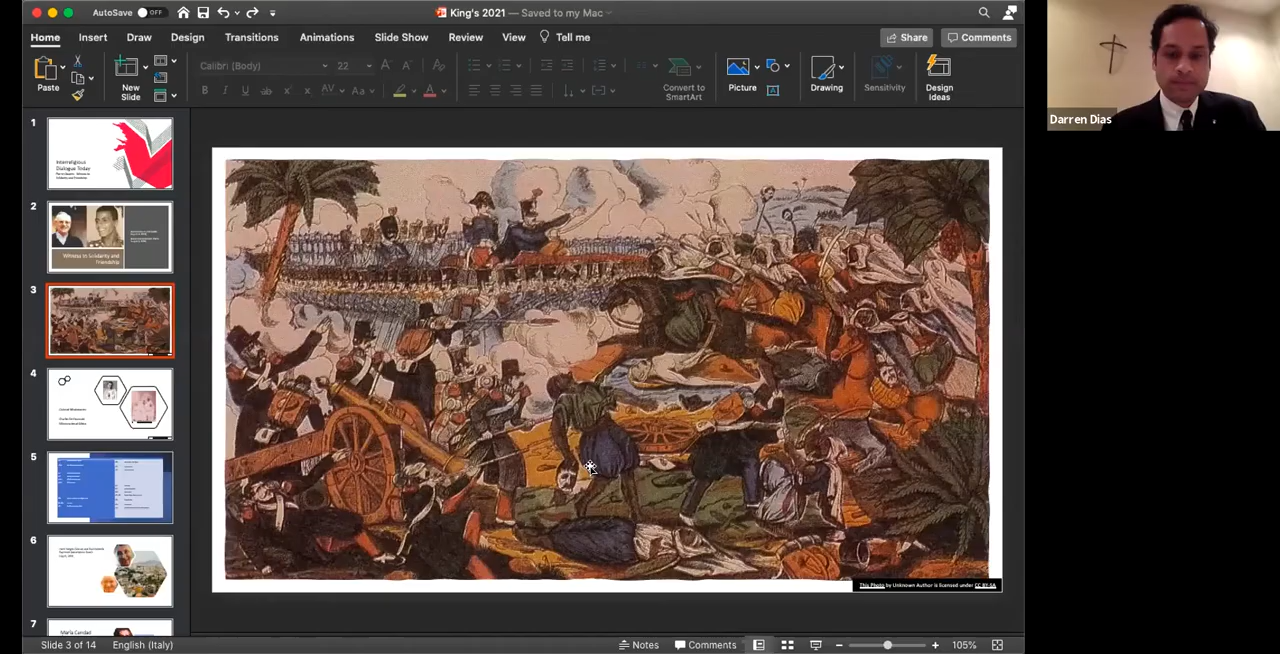 AutoSave OFF
King's 2021 — Saved to my Mac
Home Insert Draw Design Transitions Animations Slide Show Review View Tell me
Share Comments
Paste
New
Slide
Calibri (Body) 22
Convert to
SmartArt
Picture
Drawing
Sensitivity
Design
Ideas
Darren Dias
1
Interreligious
Dialogue Today
2
Witness in Solidarity and
Friendship
3
4
5
6
7
This Photo by Unknown Author is licensed under CC BY-SA
Slide 3 of 14 English (Italy)
Notes Comments 105%